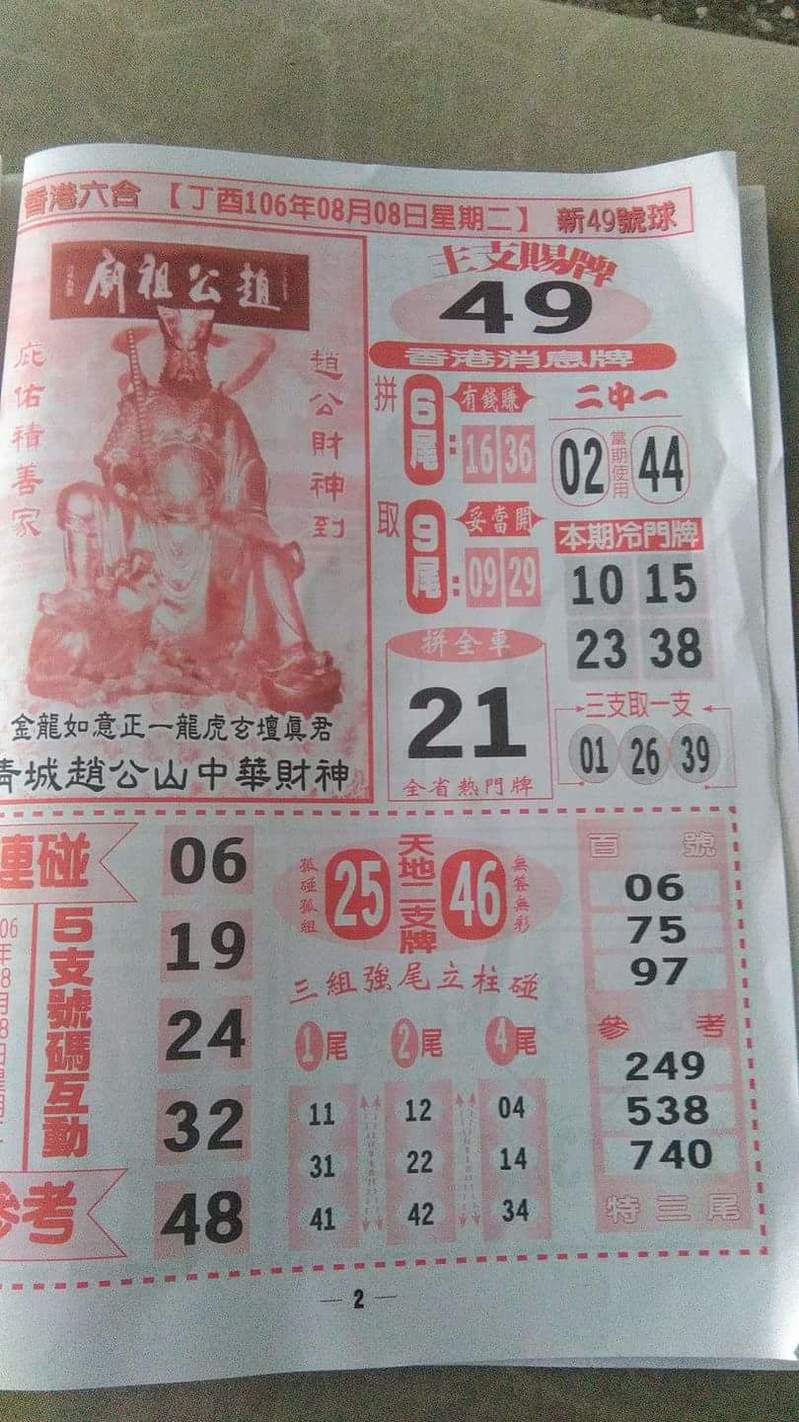 香港六合【丁酉106年08月08日星期二】新49號球
趙公祖廟
庇佑積善家
趙公財神到
金龍如意正一龍虎玄壇真君
青城趙公山中華財神
主支賜牌
49
香港消息牌
拼 6尾: 有錢賺 16 36
取 9尾: 妥當開 09 29
二中一
02 當期使用 44
本期冷門牌
10 15
23 38
拼全車
21
全省熱門牌
三支取一支
01 26 39
連碰
5支號碼互動
參考
06
19
24
32
48
孤碰孤組
25
天地二支牌
46
無簽無彩
三組強尾立柱碰
1尾 2尾 4尾
11 12 04
31 22 14
41 42 34
百號
06
75
97
參考
249
538
740
特三尾
— 2 —